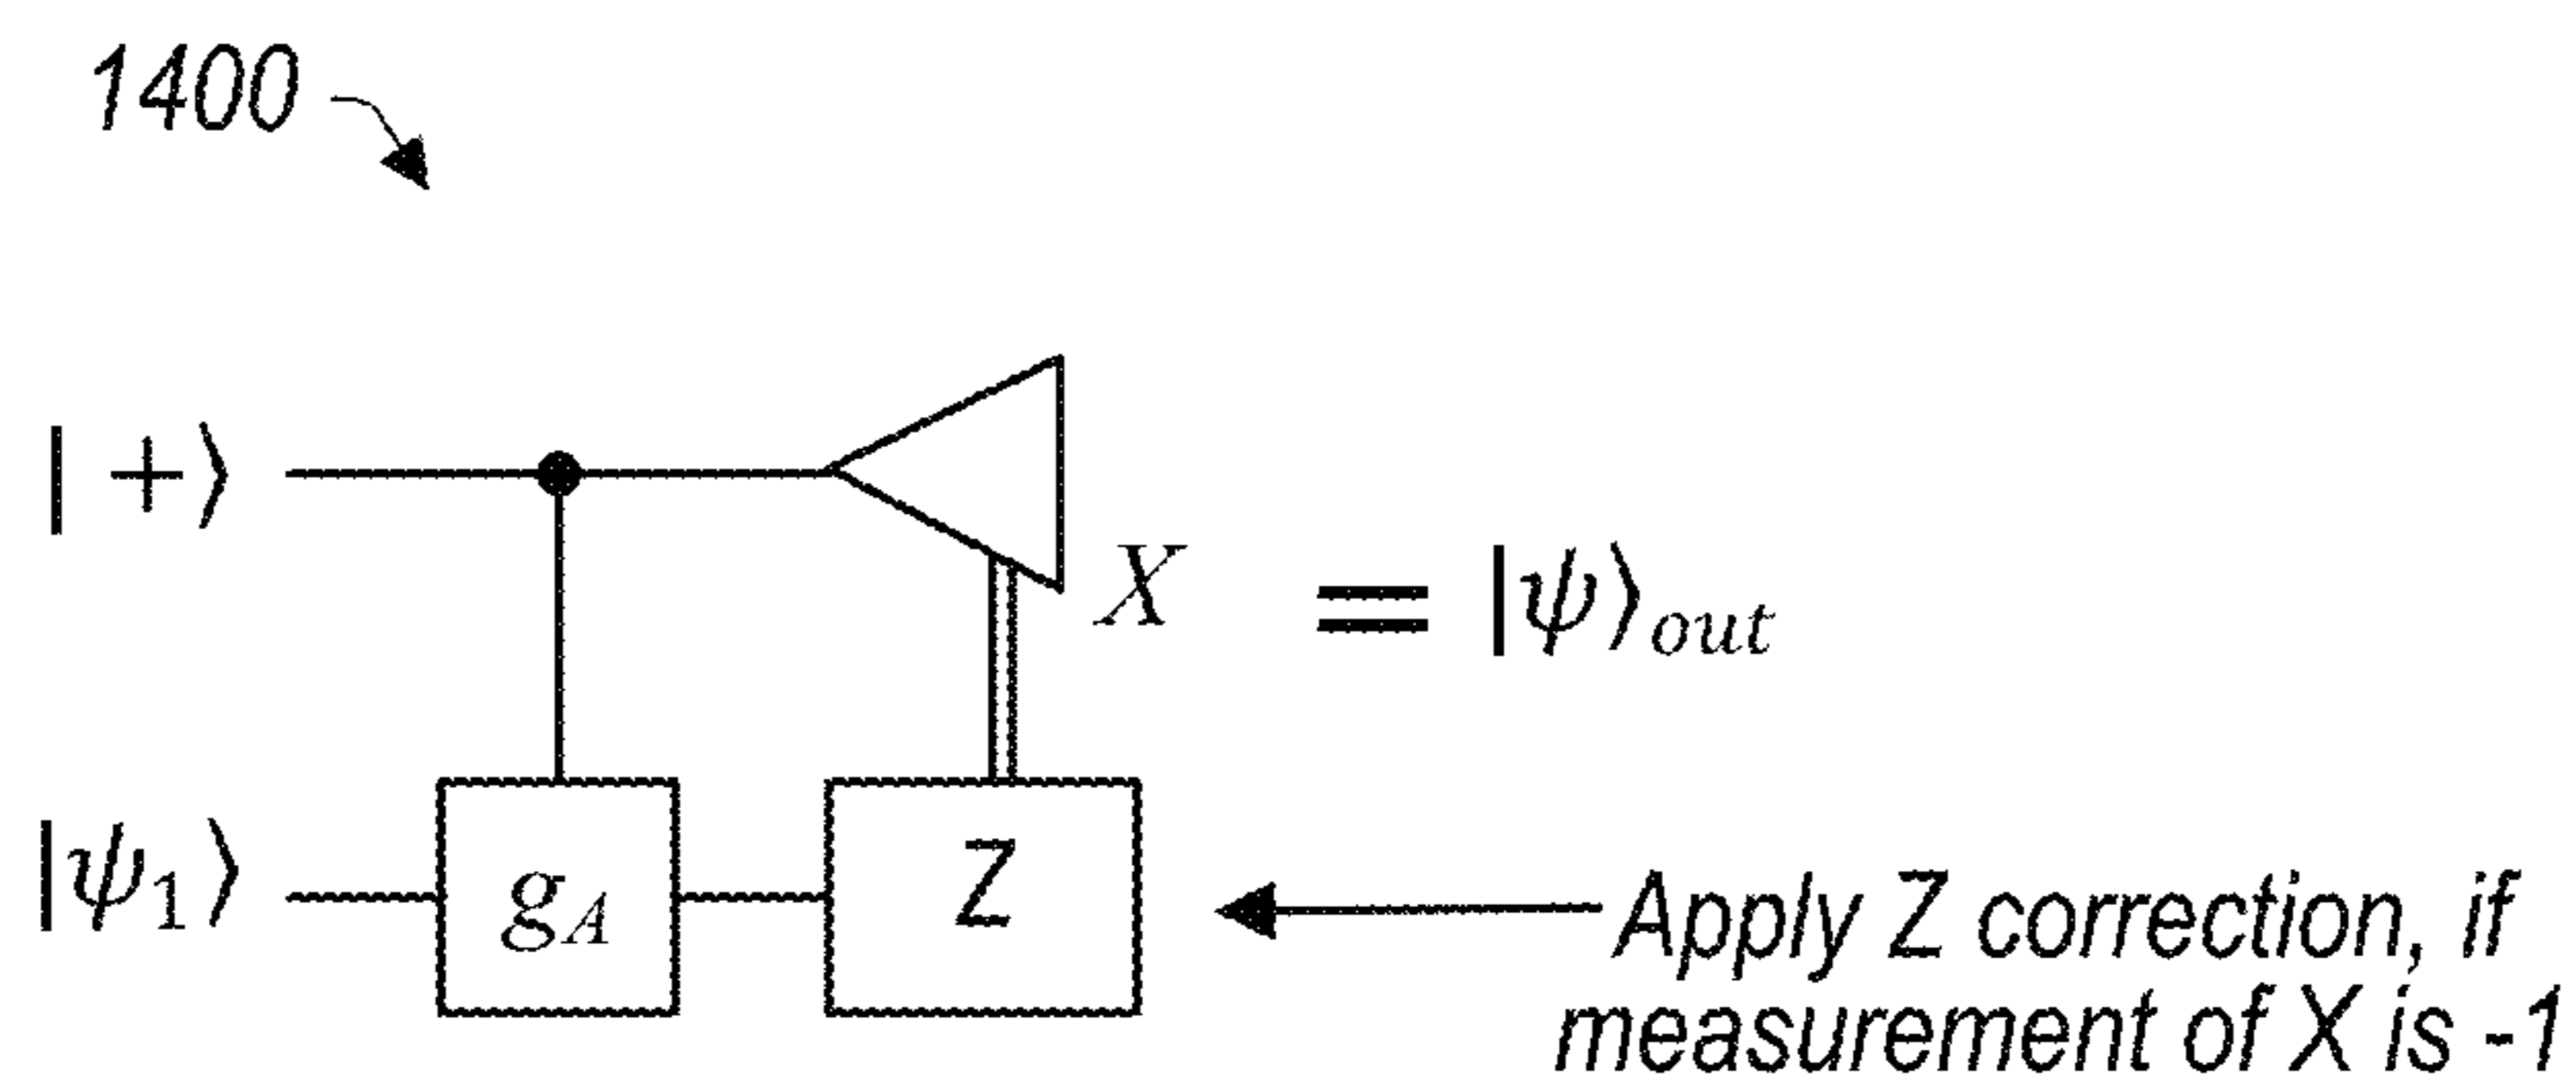 1400
|+⟩
X = |ψ⟩out
|ψ₁⟩
gA
Z
Apply Z correction, if
measurement of X is -1